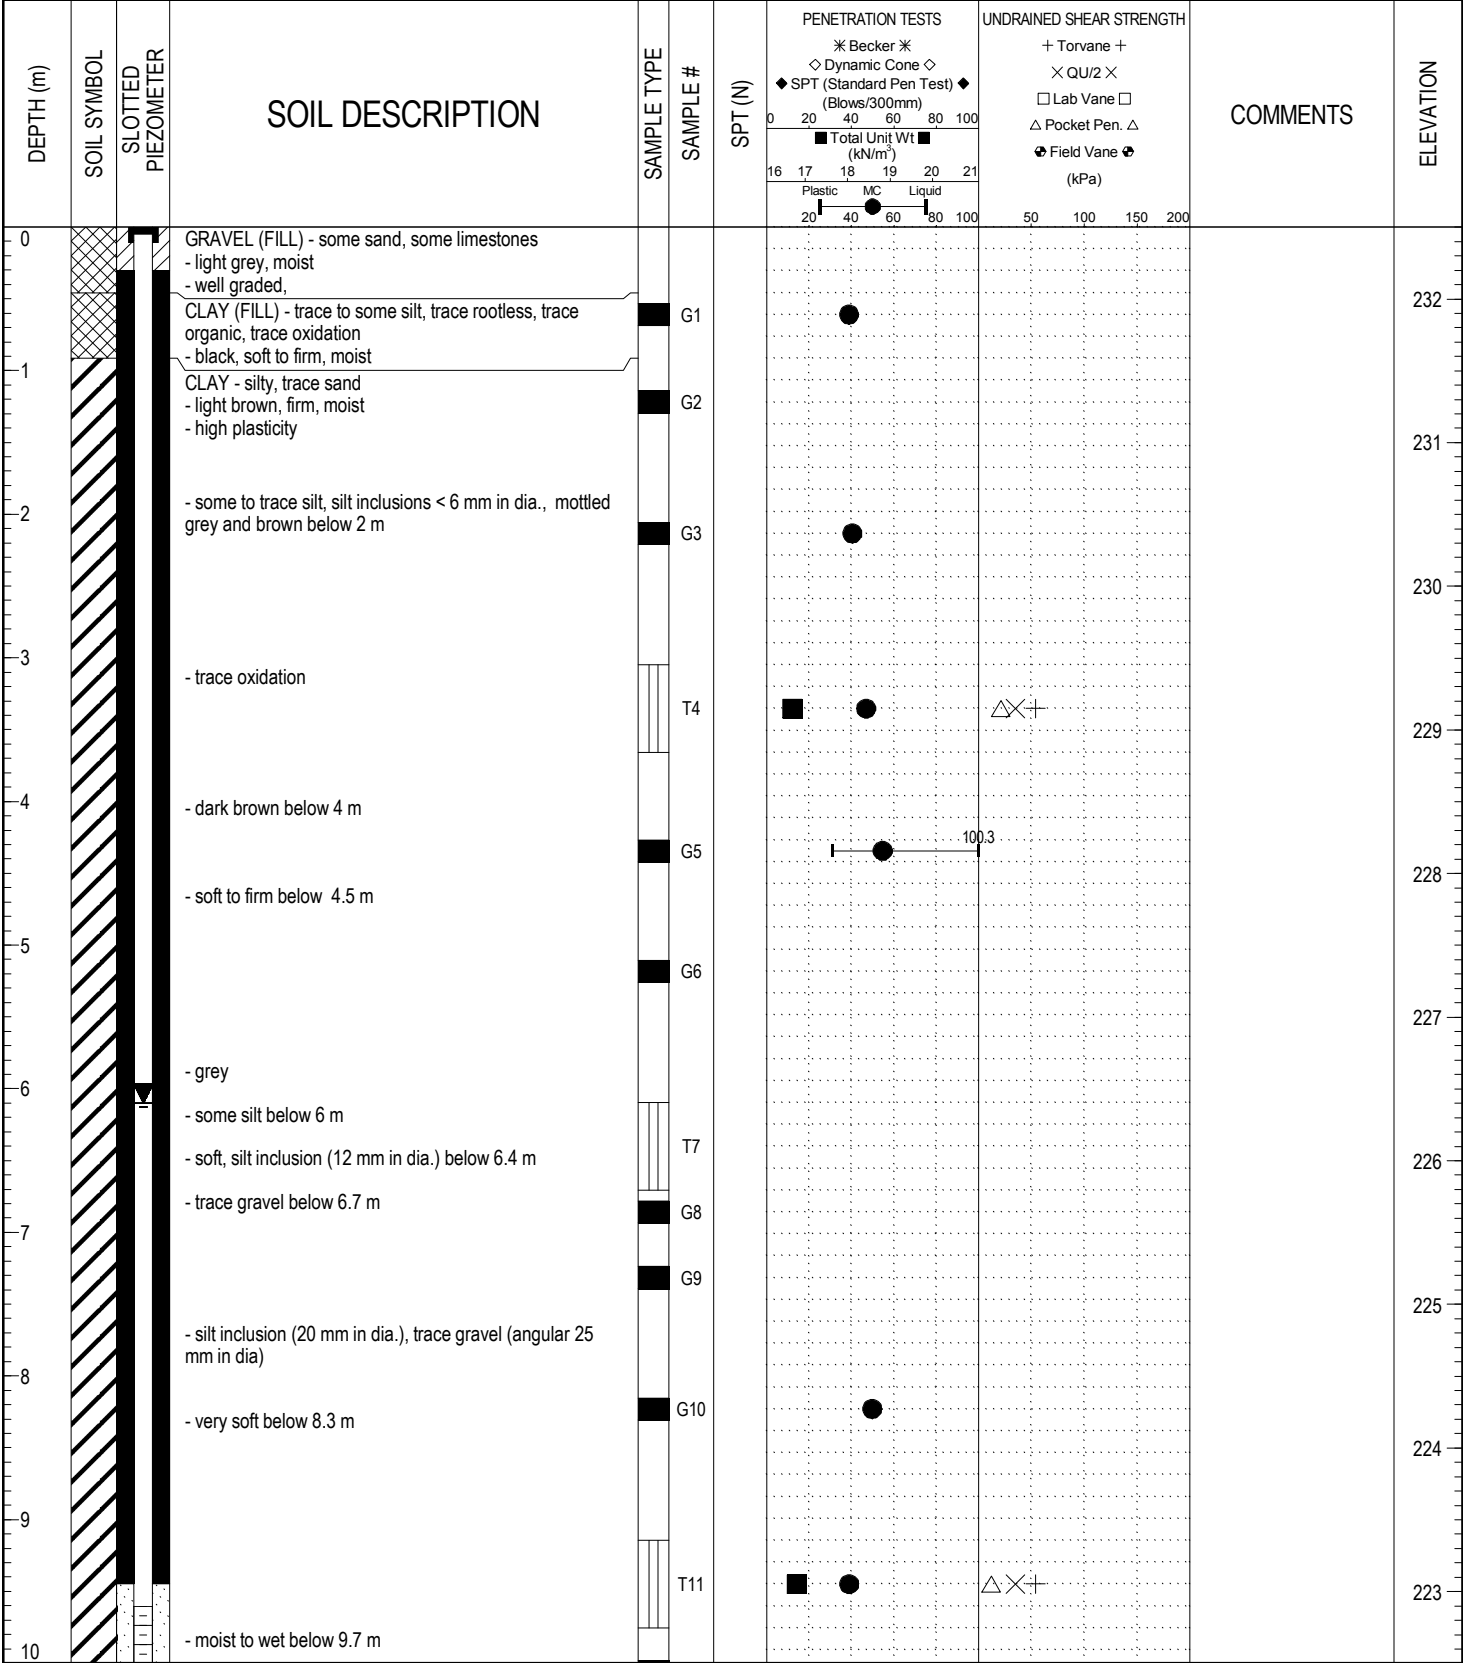 DEPTH (m)
SOIL SYMBOL
SLOTTED
PIEZOMETER
SOIL DESCRIPTION
SAMPLE TYPE
SAMPLE #
SPT (N)
PENETRATION TESTS
✳ Becker ✳
◇ Dynamic Cone ◇
◆ SPT (Standard Pen Test) ◆
(Blows/300mm)
0 20 40 60 80 100
■ Total Unit Wt ■
(kN/m³)
16 17 18 19 20 21
Plastic MC Liquid
20 40 60 80 100
UNDRAINED SHEAR STRENGTH
+ Torvane +
× QU/2 ×
□ Lab Vane □
△ Pocket Pen. △
Field Vane
(kPa)
50 100 150 200
COMMENTS
ELEVATION
0
GRAVEL (FILL) - some sand, some limestones
- light grey, moist
- well graded,
232
CLAY (FILL) - trace to some silt, trace rootless, trace
G1
organic, trace oxidation
- black, soft to firm, moist
1
CLAY - silty, trace sand
- light brown, firm, moist
G2
- high plasticity
231
- some to trace silt, silt inclusions < 6 mm in dia., mottled
2
grey and brown below 2 m
G3
230
3
- trace oxidation
T4
229
4
- dark brown below 4 m
100.3
G5
228
- soft to firm below 4.5 m
5
G6
227
- grey
6
- some silt below 6 m
T7
- soft, silt inclusion (12 mm in dia.) below 6.4 m
226
- trace gravel below 6.7 m
G8
7
G9
225
- silt inclusion (20 mm in dia.), trace gravel (angular 25
mm in dia)
8
G10
- very soft below 8.3 m
224
9
T11
223
- moist to wet below 9.7 m
10